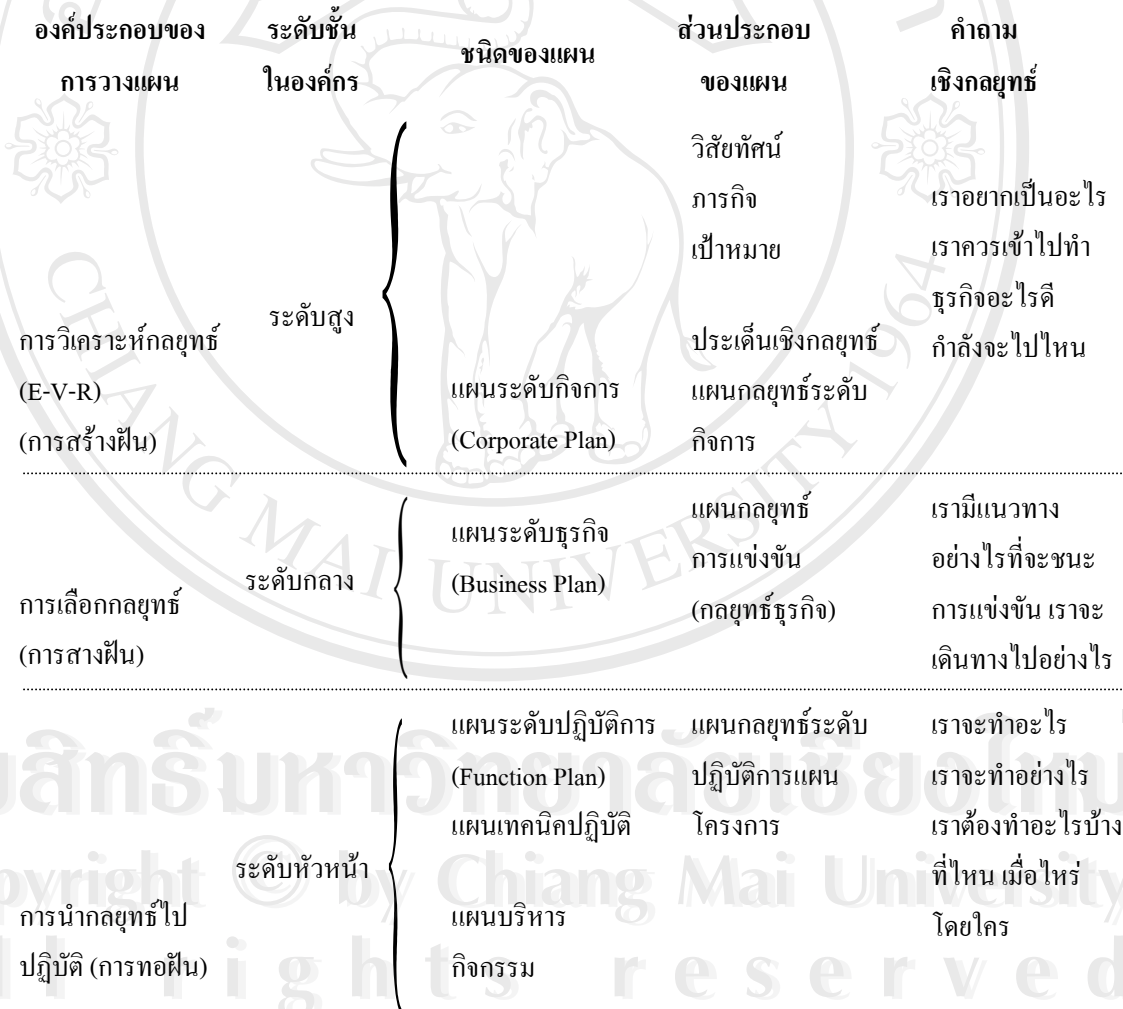 องค์ประกอบของ
การวางแผน
ระดับชั้น
ในองค์กร
ชนิดของแผน
ส่วนประกอบ
ของแผน
คำถาม
เชิงกลยุทธ์
การวิเคราะห์กลยุทธ์
(E-V-R)
(การสร้างฝัน)
ระดับสูง
แผนระดับกิจการ
(Corporate Plan)
วิสัยทัศน์
ภารกิจ
เป้าหมาย
ประเด็นเชิงกลยุทธ์
แผนกลยุทธ์ระดับ
กิจการ
เราอยากเป็นอะไร
เราควรเข้าไปทำ
ธุรกิจอะไรดี
กำลังจะไปไหน
การเลือกกลยุทธ์
(การสางฝัน)
ระดับกลาง
แผนระดับธุรกิจ
(Business Plan)
แผนกลยุทธ์
การแข่งขัน
(กลยุทธ์ธุรกิจ)
เรามีแนวทาง
อย่างไรที่จะชนะ
การแข่งขัน เราจะ
เดินทางไปอย่างไร
การนำกลยุทธ์ไป
ปฏิบัติ (การทอฝัน)
ระดับหัวหน้า
แผนระดับปฏิบัติการ
(Function Plan)
แผนเทคนิคปฏิบัติ
แผนบริหาร
กิจกรรม
แผนกลยุทธ์ระดับ
ปฏิบัติการแผน
โครงการ
เราจะทำอะไร
เราจะทำอย่างไร
เราต้องทำอะไรบ้าง
ที่ไหน เมื่อไหร่
โดยใคร
CHIANG MAI UNIVERSITY 1964
สิทธิ์มหาวิทยาลัยเชียงใหม่
pyright © by Chiang Mai University
ll rights reserved